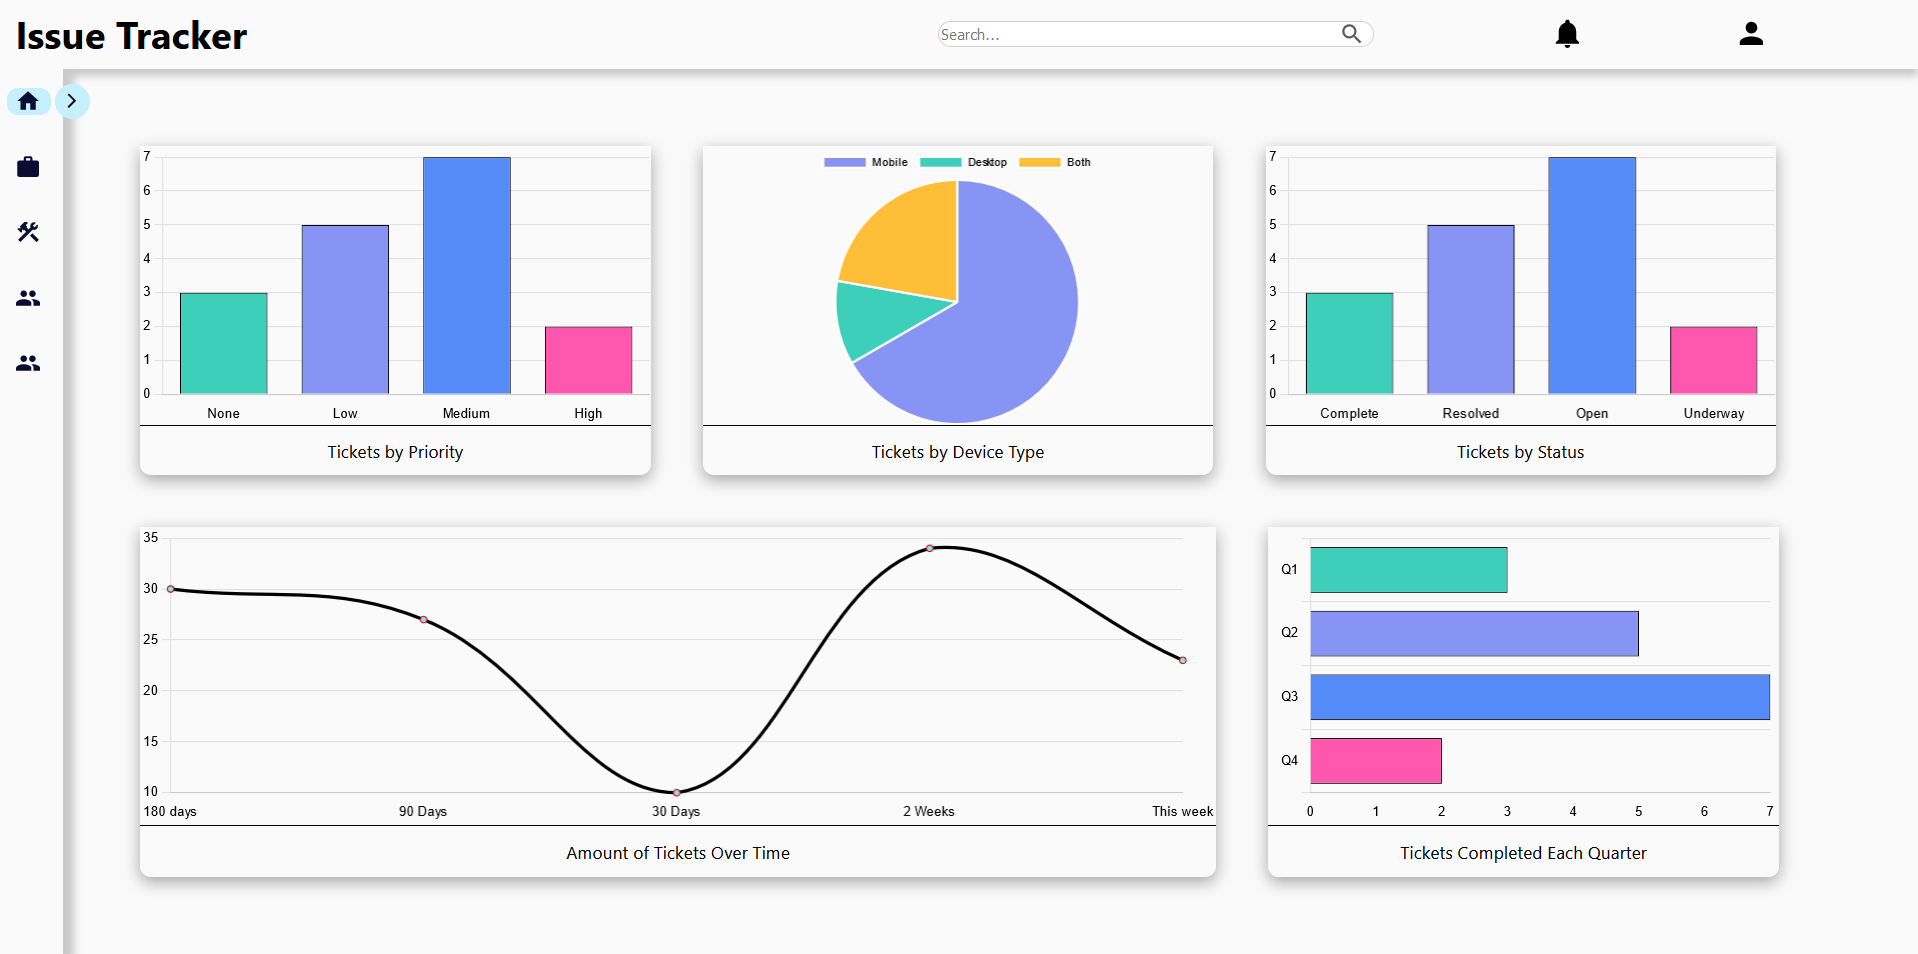 Issue Tracker
Search...
7
6
5
4
3
2
1
0
None Low Medium High
Tickets by Priority
Mobile Desktop Both
Tickets by Device Type
7
6
5
4
3
2
1
0
Complete Resolved Open Underway
Tickets by Status
35
30
25
20
15
10
180 days 90 Days 30 Days 2 Weeks This week
Amount of Tickets Over Time
Q1
Q2
Q3
Q4
0 1 2 3 4 5 6 7
Tickets Completed Each Quarter